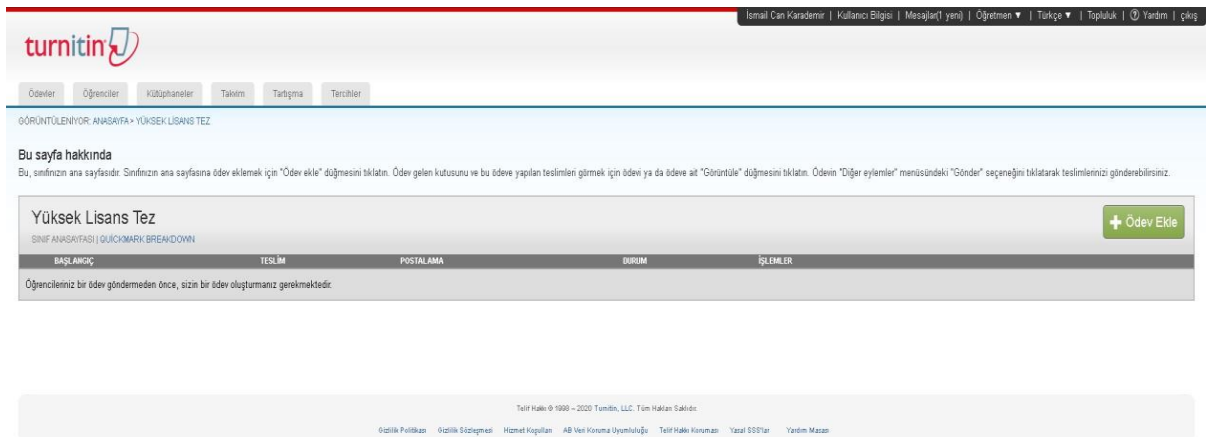 İsmail Can Karademir | Kullanıcı Bilgisi | Mesajlar(1 yeni) | Öğretmen ▼ | Türkçe ▼ | Topluluk | ? Yardım | çıkış
turnitin
Ödevler Öğrenciler Kütüphaneler Takvim Tartışma Tercihler
GÖRÜNTÜLENİYOR: ANASAYFA > YÜKSEK LİSANS TEZ
Bu sayfa hakkında
Bu, sınıfınızın ana sayfasıdır. Sınıfınızın ana sayfasına ödev eklemek için "Ödev ekle" düğmesini tıklatın. Ödev gelen kutusunu ve bu ödeve yapılan teslimleri görmek için ödevi ya da ödeve ait "Görüntüle" düğmesini tıklatın. Ödevin "Diğer eylemler" menüsündeki "Gönder" seçeneğini tıklatarak teslimlerinizi gönderebilirsiniz.
Yüksek Lisans Tez
+ Ödev Ekle
SINIF ANASAYFASI | QUICKMARK BREAKDOWN
BAŞLANGIÇ TESLİM POSTALAMA DURUM İŞLEMLER
Öğrencileriniz bir ödev göndermeden önce, sizin bir ödev oluşturmanız gerekmektedir.
Telif Hakkı © 1998 – 2020 Turnitin, LLC. Tüm Hakları Saklıdır.
Gizlilik Politikası Gizlilik Sözleşmesi Hizmet Koşulları AB Veri Koruma Uyumluluğu Telif Hakkı Koruması Yasal SSS'lar Yardım Masası